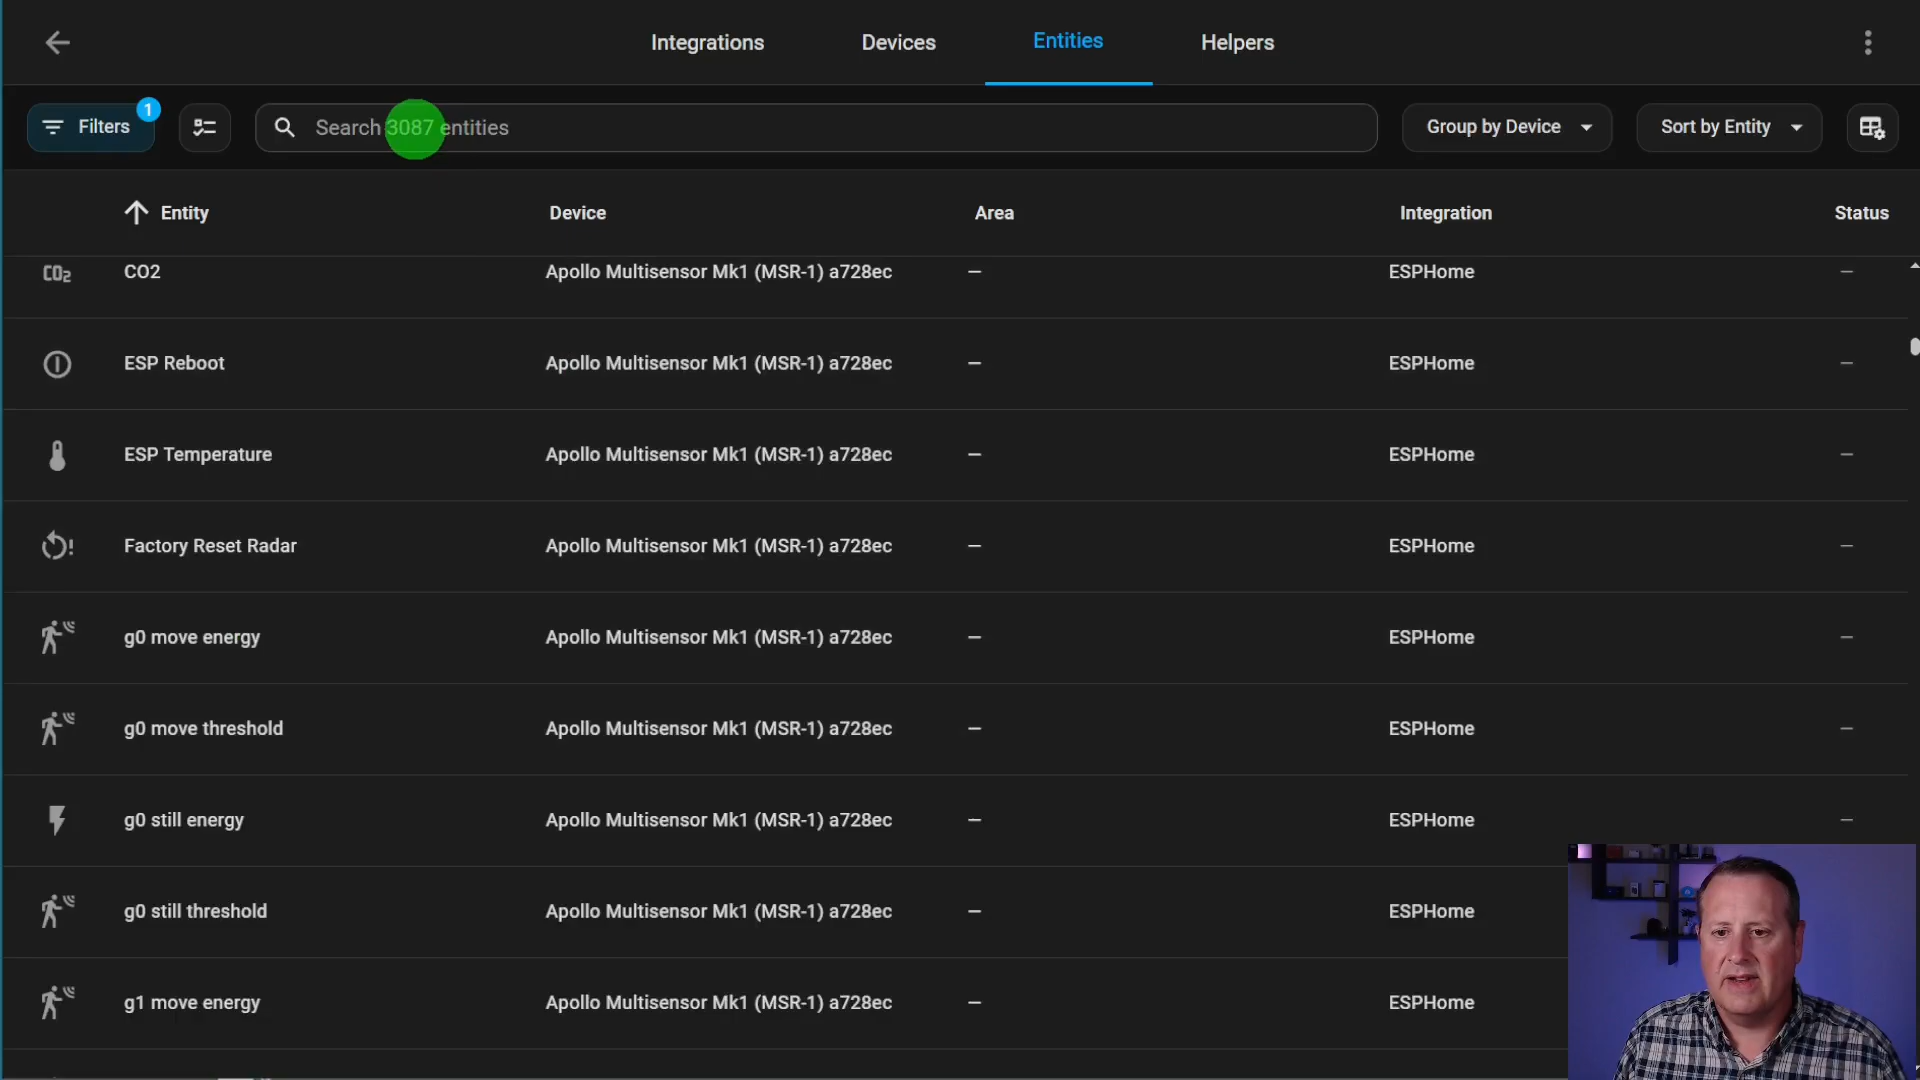 Integrations Devices Entities Helpers
Filters 1 Search 3087 entities Group by Device Sort by Entity
Entity Device Area Integration Status
CO2 CO2 Apollo Multisensor Mk1 (MSR-1) a728ec — ESPHome —
ESP Reboot Apollo Multisensor Mk1 (MSR-1) a728ec — ESPHome —
ESP Temperature Apollo Multisensor Mk1 (MSR-1) a728ec — ESPHome —
Factory Reset Radar Apollo Multisensor Mk1 (MSR-1) a728ec — ESPHome —
g0 move energy Apollo Multisensor Mk1 (MSR-1) a728ec — ESPHome —
g0 move threshold Apollo Multisensor Mk1 (MSR-1) a728ec — ESPHome —
g0 still energy Apollo Multisensor Mk1 (MSR-1) a728ec — ESPHome —
g0 still threshold Apollo Multisensor Mk1 (MSR-1) a728ec — ESPHome
g1 move energy Apollo Multisensor Mk1 (MSR-1) a728ec — ESPHome